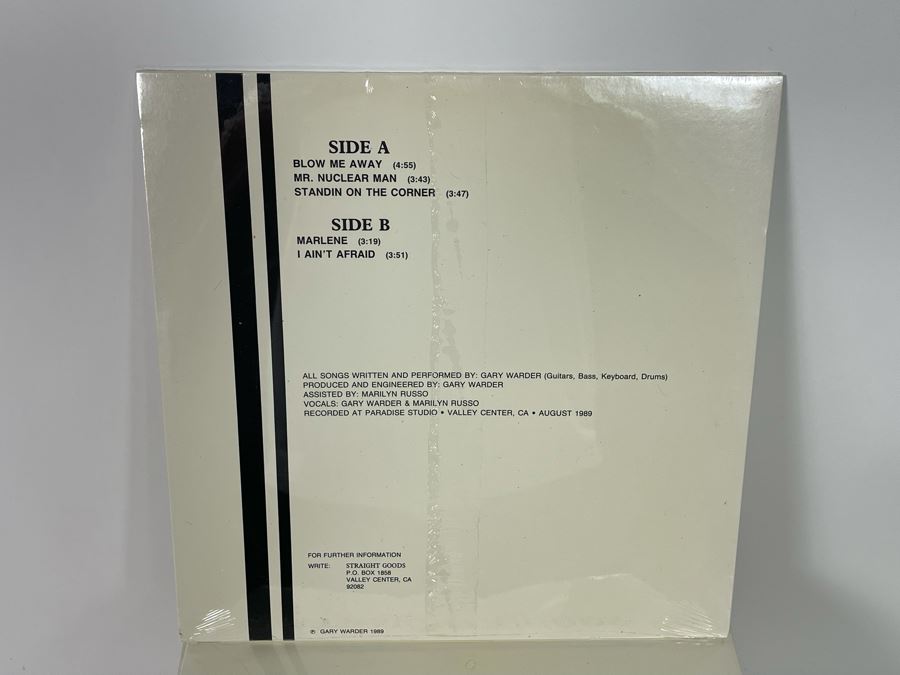 SIDE A
BLOW ME AWAY (4:55)
MR. NUCLEAR MAN (3:43)
STANDIN ON THE CORNER (3:47)
SIDE B
MARLENE (3:19)
I AIN'T AFRAID (3:51)
ALL SONGS WRITTEN AND PERFORMED BY: GARY WARDER (Guitars, Bass, Keyboard, Drums)
PRODUCED AND ENGINEERED BY: GARY WARDER
ASSISTED BY: MARILYN RUSSO
VOCALS: GARY WARDER & MARILYN RUSSO
RECORDED AT PARADISE STUDIO • VALLEY CENTER, CA • AUGUST 1989
FOR FURTHER INFORMATION
WRITE: STRAIGHT GOODS
P.O. BOX 1858
VALLEY CENTER, CA
92082
℗ GARY WARDER 1989